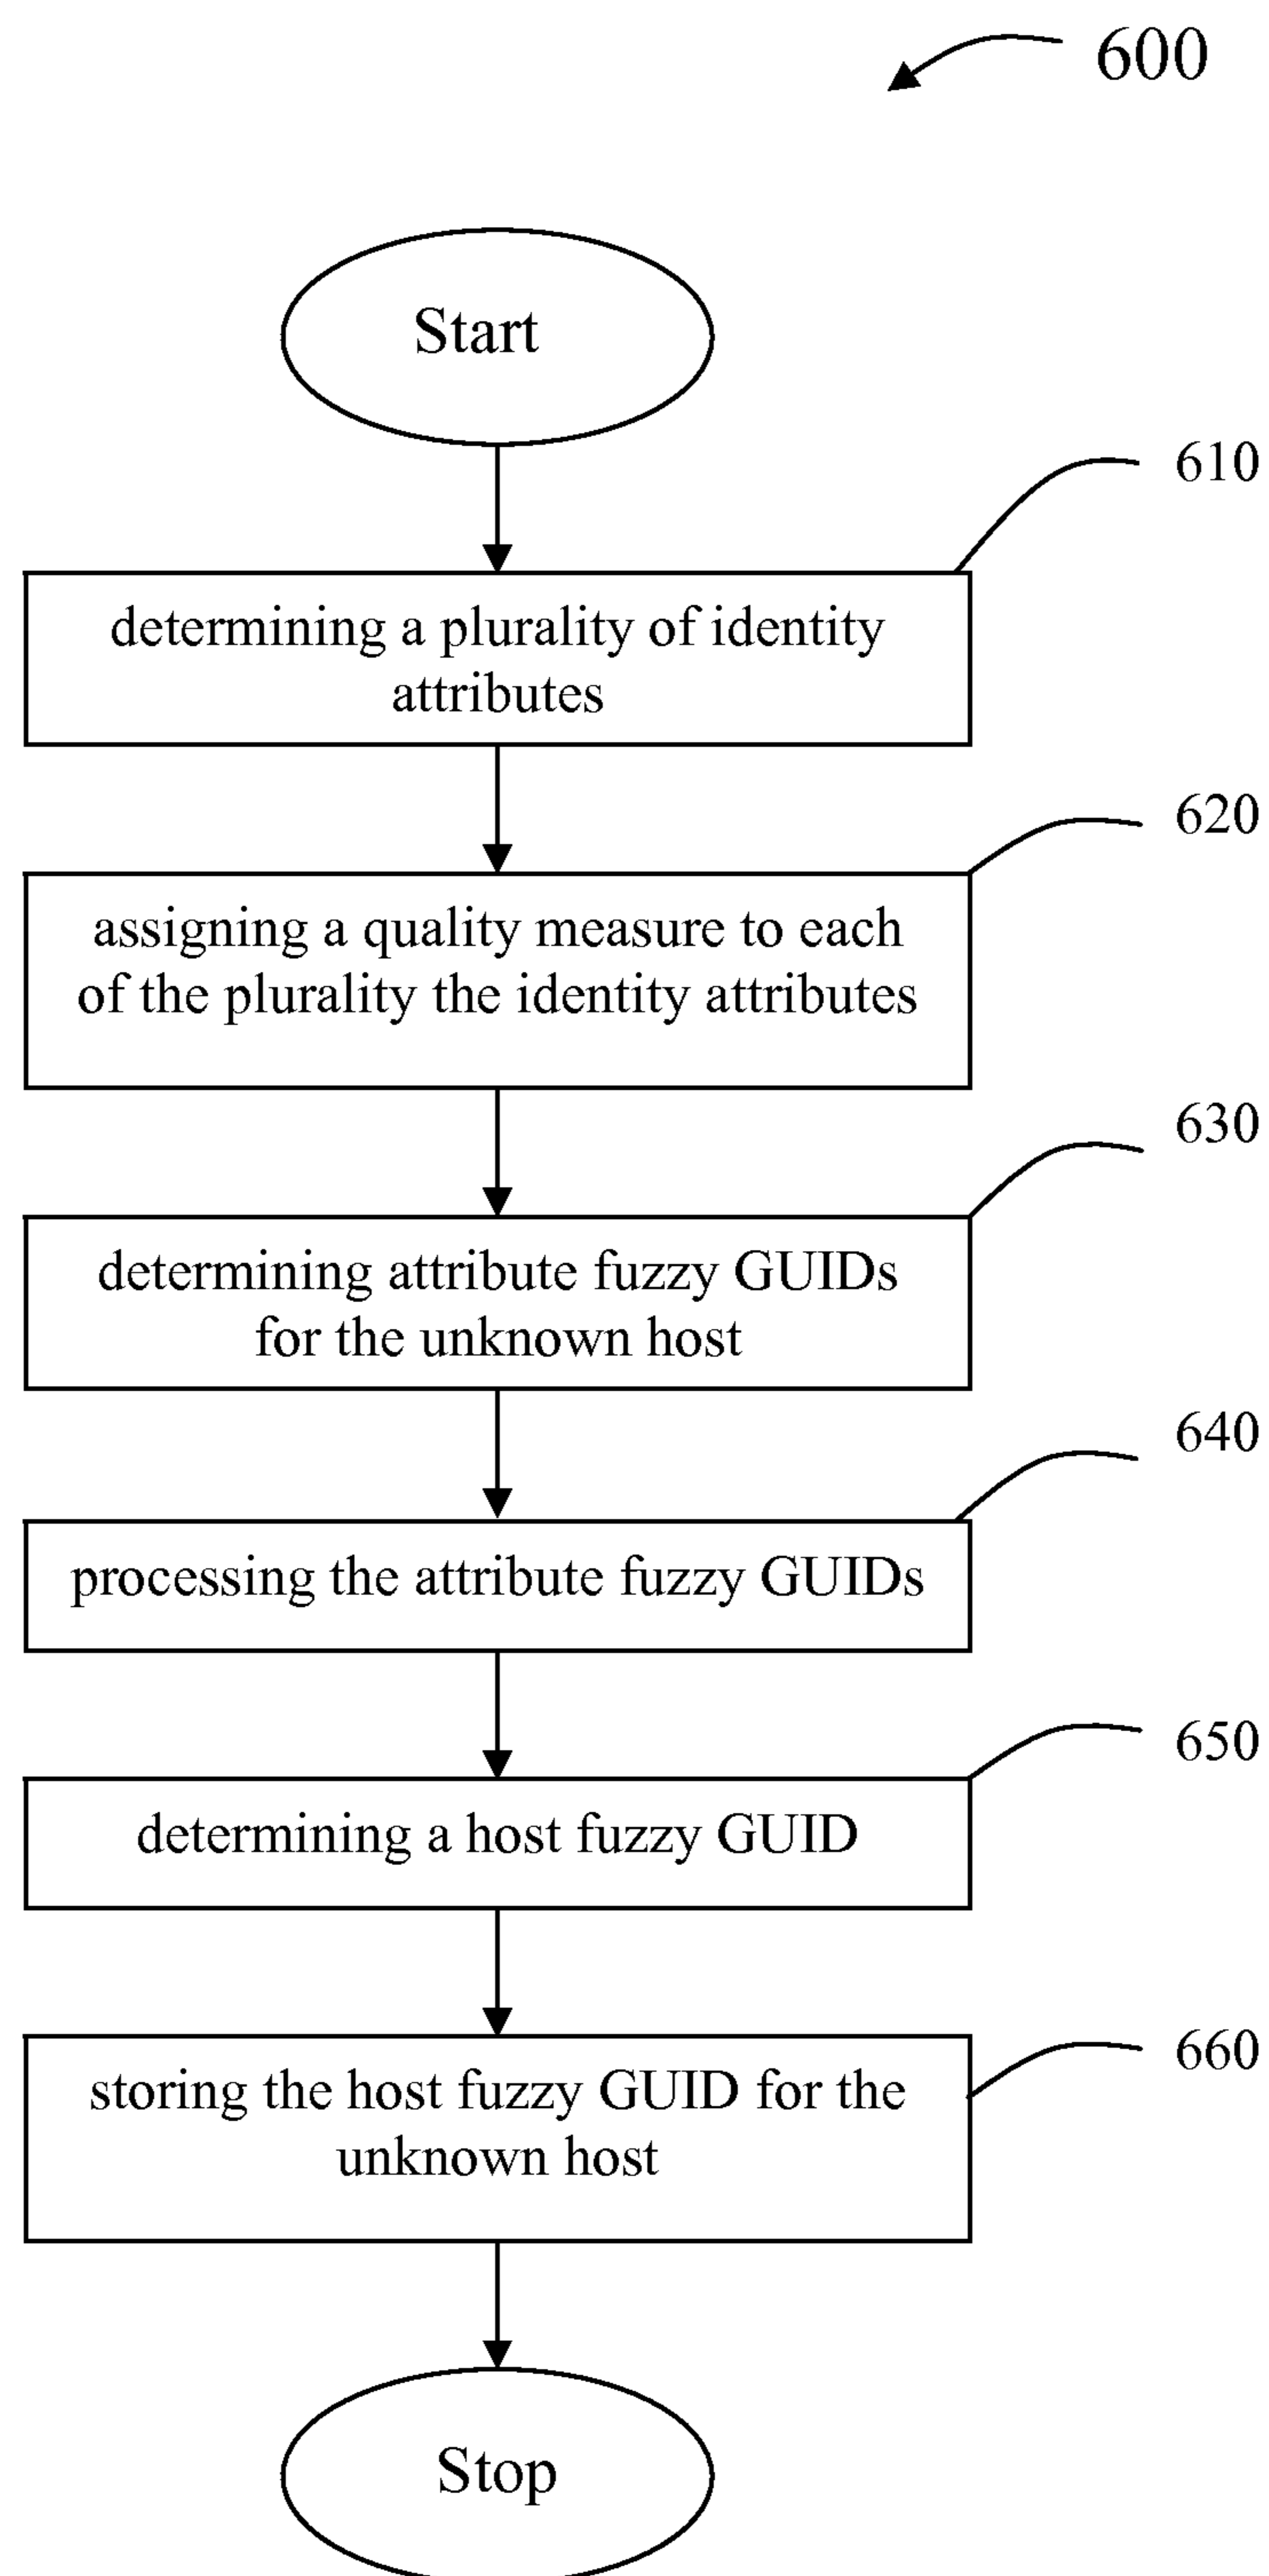 600
Start
610
determining a plurality of identity
attributes
620
assigning a quality measure to each
of the plurality the identity attributes
630
determining attribute fuzzy GUIDs
for the unknown host
640
processing the attribute fuzzy GUIDs
650
determining a host fuzzy GUID
660
storing the host fuzzy GUID for the
unknown host
Stop